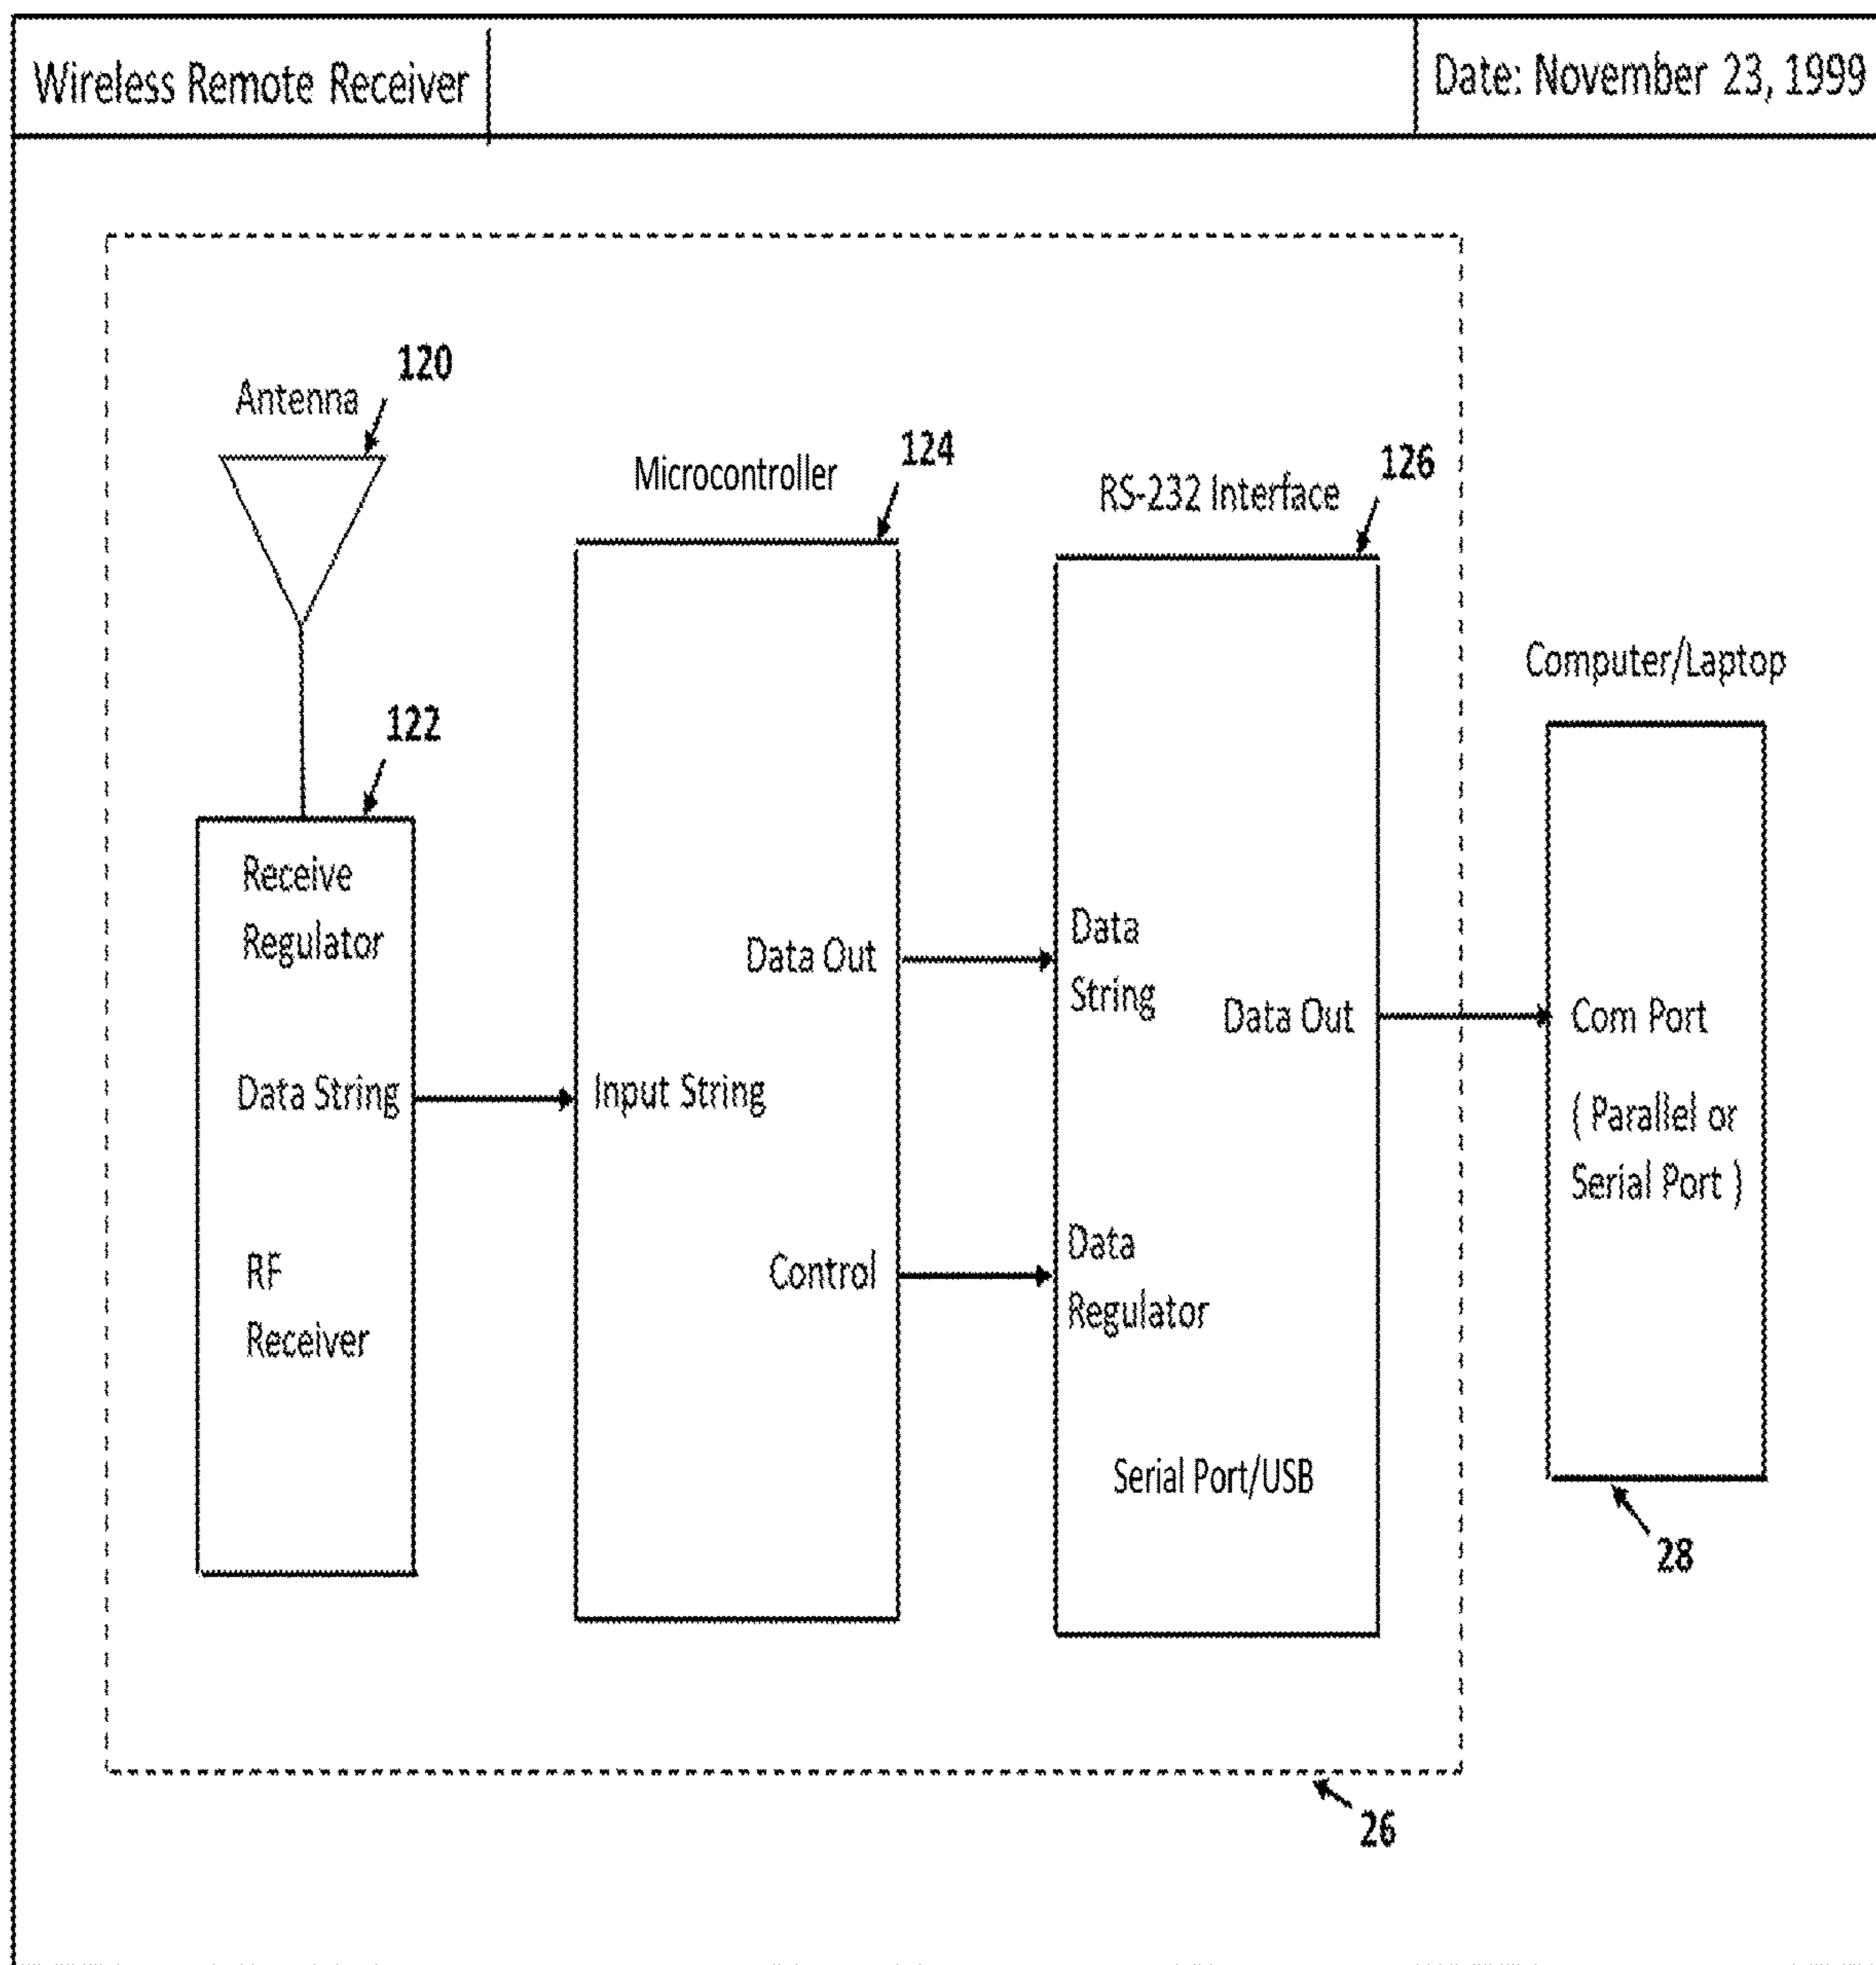 Wireless Remote Receiver
Date: November 23, 1999
Antenna
120
Microcontroller
124
RS-232 Interface
126
Computer/Laptop
122
Receive
Regulator
Data String
RF
Receiver
Input String
Data Out
Control
Data
String
Data Out
Data
Regulator
Serial Port/USB
Com Port
( Parallel or
Serial Port )
28
26